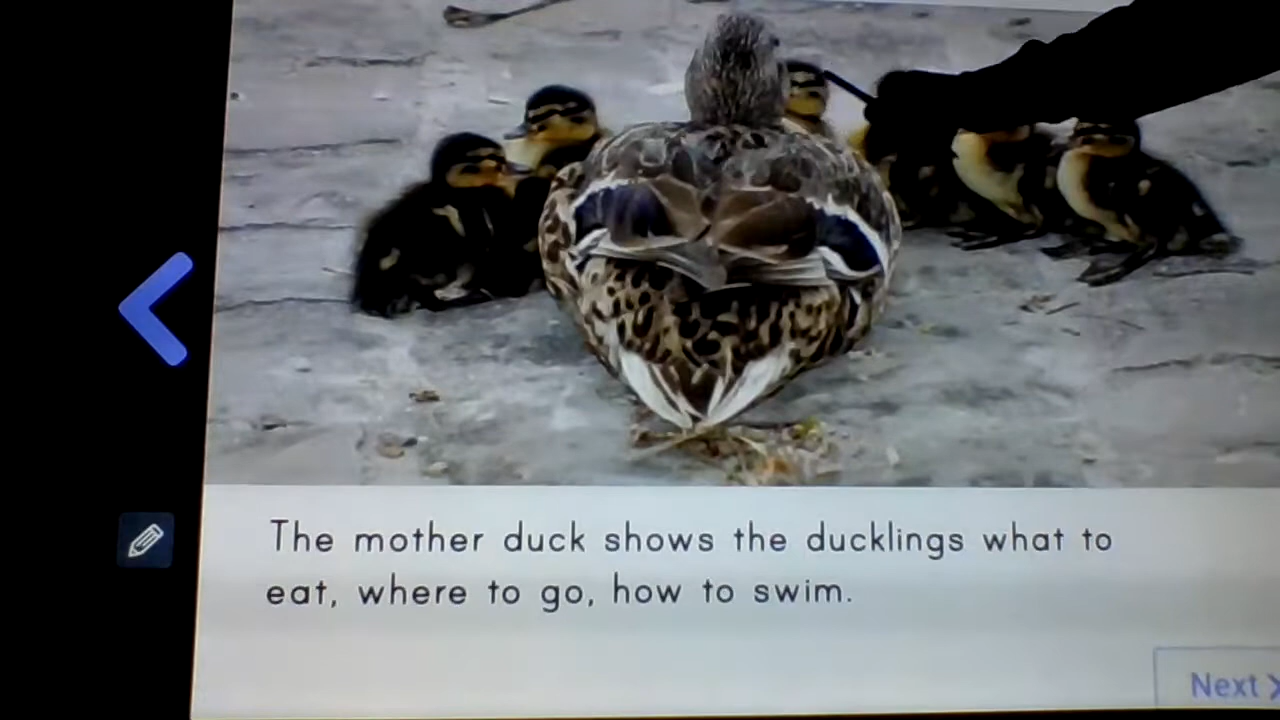 The mother duck shows the ducklings what to
eat, where to go, how to swim.
Next